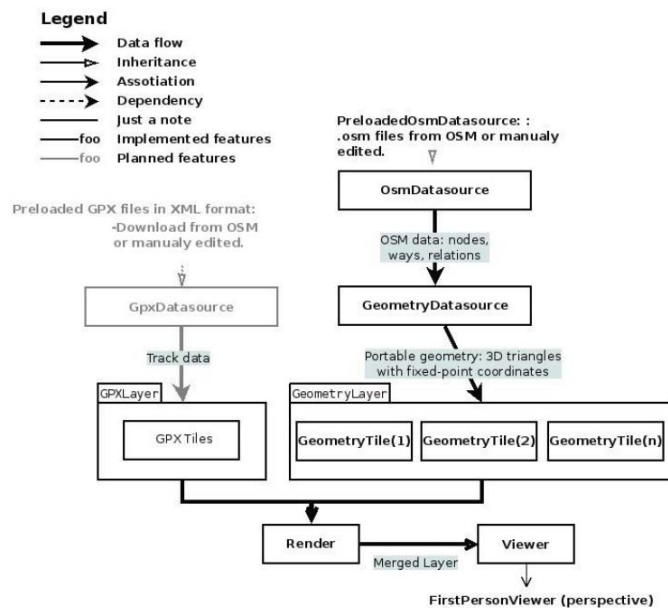 Legend
Data flow
Inheritance
Assotiation
Dependency
Just a note
foo Implemented features
foo Planned features
PreloadedOsmDatasource: :
.osm files from OSM or manualy
edited.
OsmDatasource
OSM data: nodes,
ways, relations
Preloaded GPX files in XML format:
-Download from OSM
or manualy edited.
GpxDatasource
GeometryDatasource
Track data
Portable geometry: 3D triangles
with fixed-point coordinates
GPXLayer
GPX Tiles
GeometryLayer
GeometryTile(1)
GeometryTile(2)
GeometryTile(n)
Render
Merged Layer
Viewer
FirstPersonViewer (perspective)